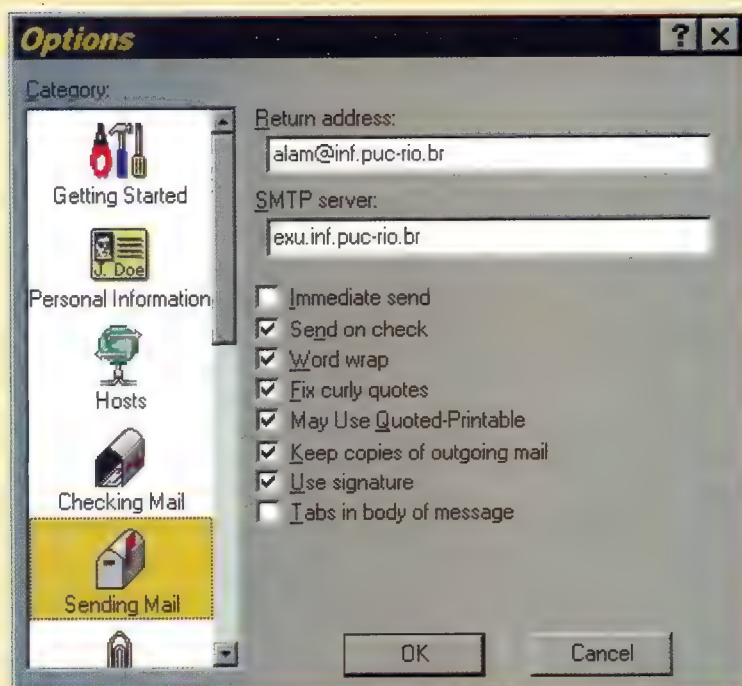 Options
Category:
Getting Started
J. Doe
Personal Information
Hosts
Checking Mail
Sending Mail
Return address:
alam@inf.puc-rio.br
SMTP server:
exu.inf.puc-rio.br
Immediate send
Send on check
Word wrap
Fix curly quotes
May Use Quoted-Printable
Keep copies of outgoing mail
Use signature
Tabs in body of message
OK
Cancel